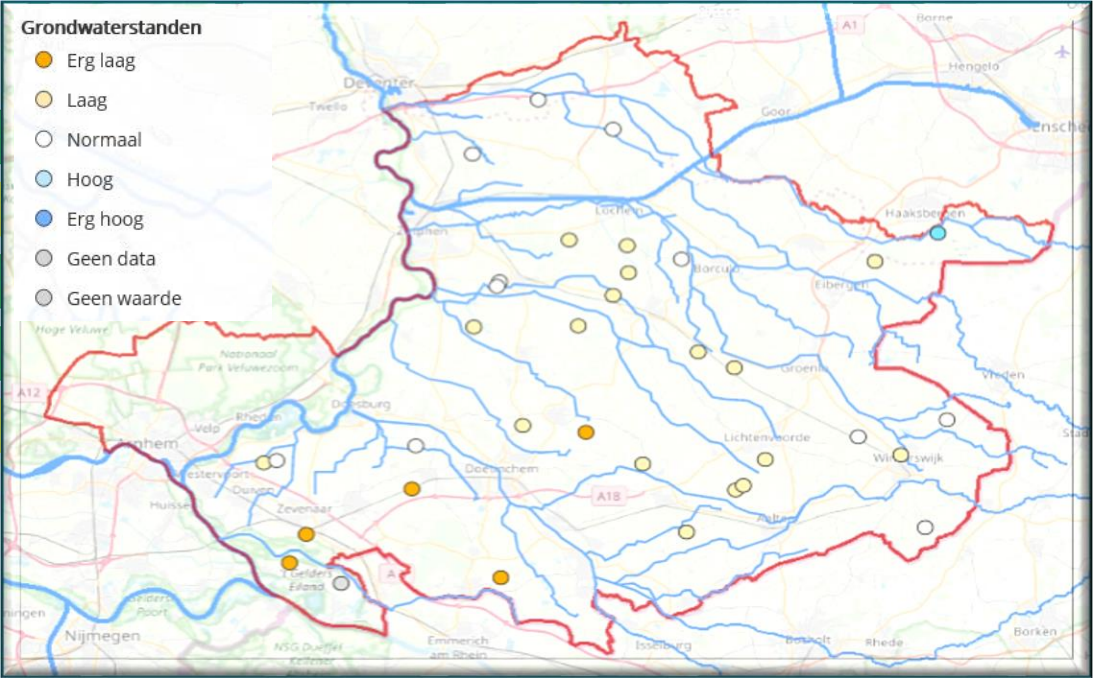 Grondwaterstanden
Erg laag
Laag
Normaal
Hoog
Erg hoog
Geen data
Geen waarde
A1
Borne
Hengelo
Deventer
Twello
Goor
Lochem
Haaksbergen
Zutphen
Borculo
Eibergen
Hoge Veluwe
Nationaal
Park Veluwezoom
A12
Groenlo
Vreden
Doesburg
Rheden
Velp
Arnhem
Lichtenvoorde
Winterswijk
Westervoort
Duiven
Doetinchem
Huissen
Zevenaar
A18
Aalten
't Gelders
Eiland
Nijmegen
Emmerich
am Rhein
Isselburg
Bocholt
Rhede
Borken